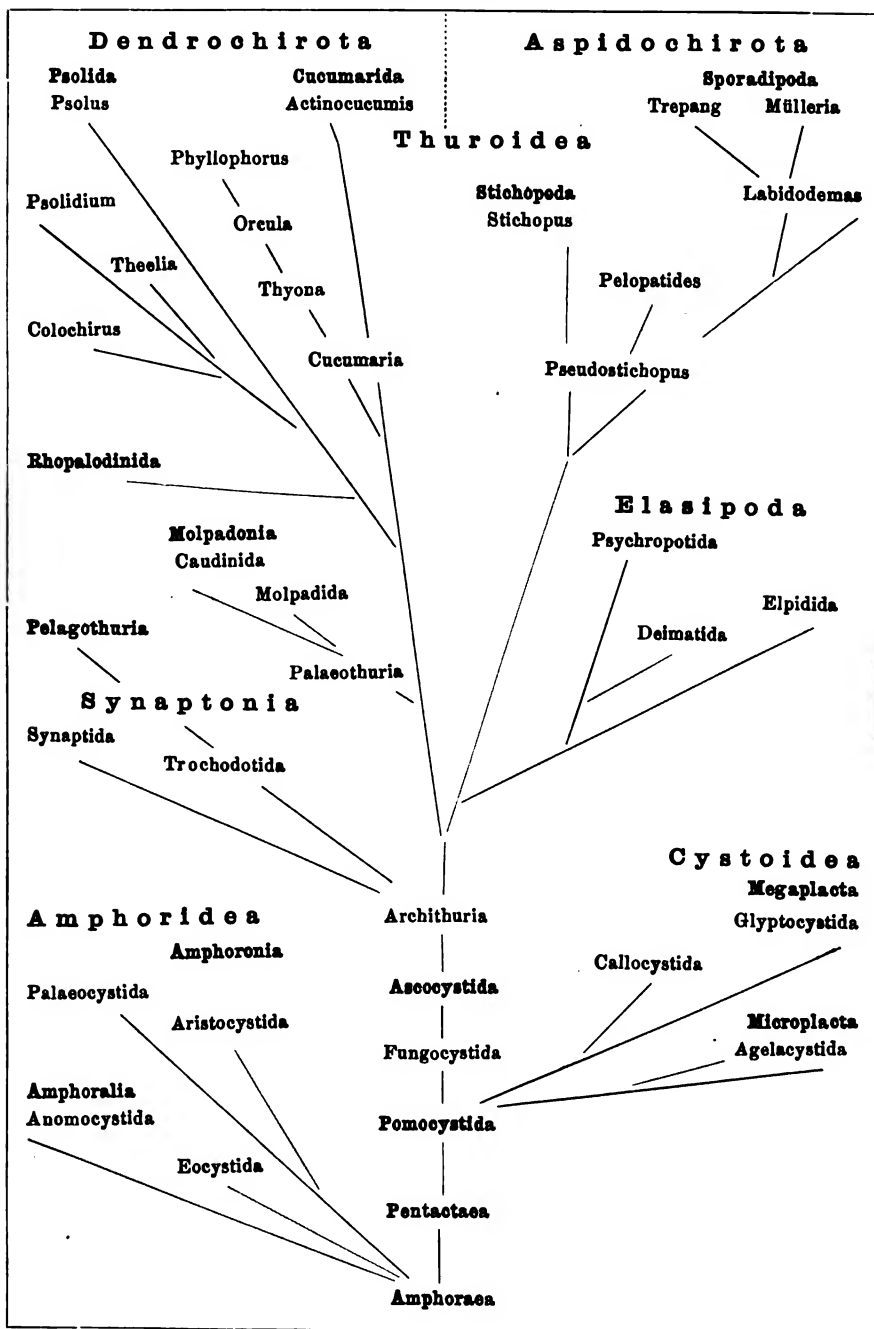 Dendrochirota
Aspidochirota
Psolida
Psolus
Cucumarida
Actinocucumis
Sporadipoda
Trepang
Mülleria
Thuroidea
Phyllophorus
Stichopoda
Stichopus
Labidodemas
Psolidium
Orcula
Theelia
Thyona
Pelopatides
Colochirus
Cucumaria
Pseudostichopus
Rhopalodinida
Elasipoda
Psychropotida
Molpadonia
Caudinida
Molpadida
Elpidida
Pelagothuria
Deimatida
Palaeothuria
Synaptonia
Synaptida
Trochodotida
Cystoidea
Megaplacta
Glyptocystida
Amphoridea
Archithuria
Amphoronia
Callocystida
Palaeocystida
Ascocystida
Aristocystida
Microplacta
Agelacystida
Fungocystida
Amphoralia
Anomocystida
Pomocystida
Eocystida
Pentactaea
Amphoraea